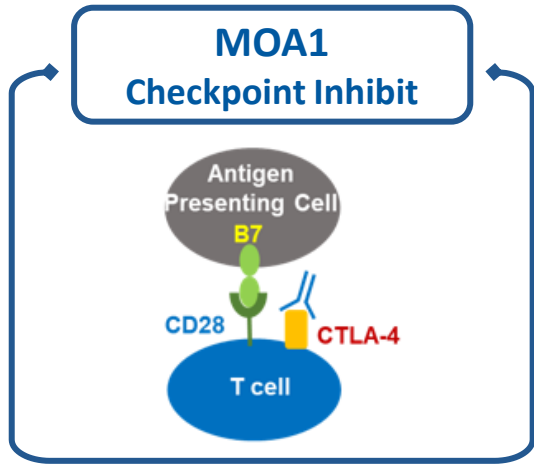 MOA1
Checkpoint Inhibit
Antigen
Presenting Cell
B7
CD28
CTLA-4
T cell